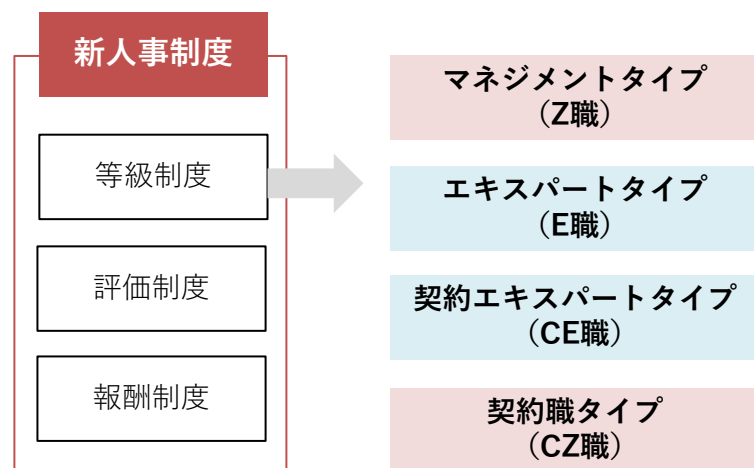 新人事制度
等級制度
評価制度
報酬制度
マネジメントタイプ
（Z職）
エキスパートタイプ
（E職）
契約エキスパートタイプ
（CE職）
契約職タイプ
（CZ職）